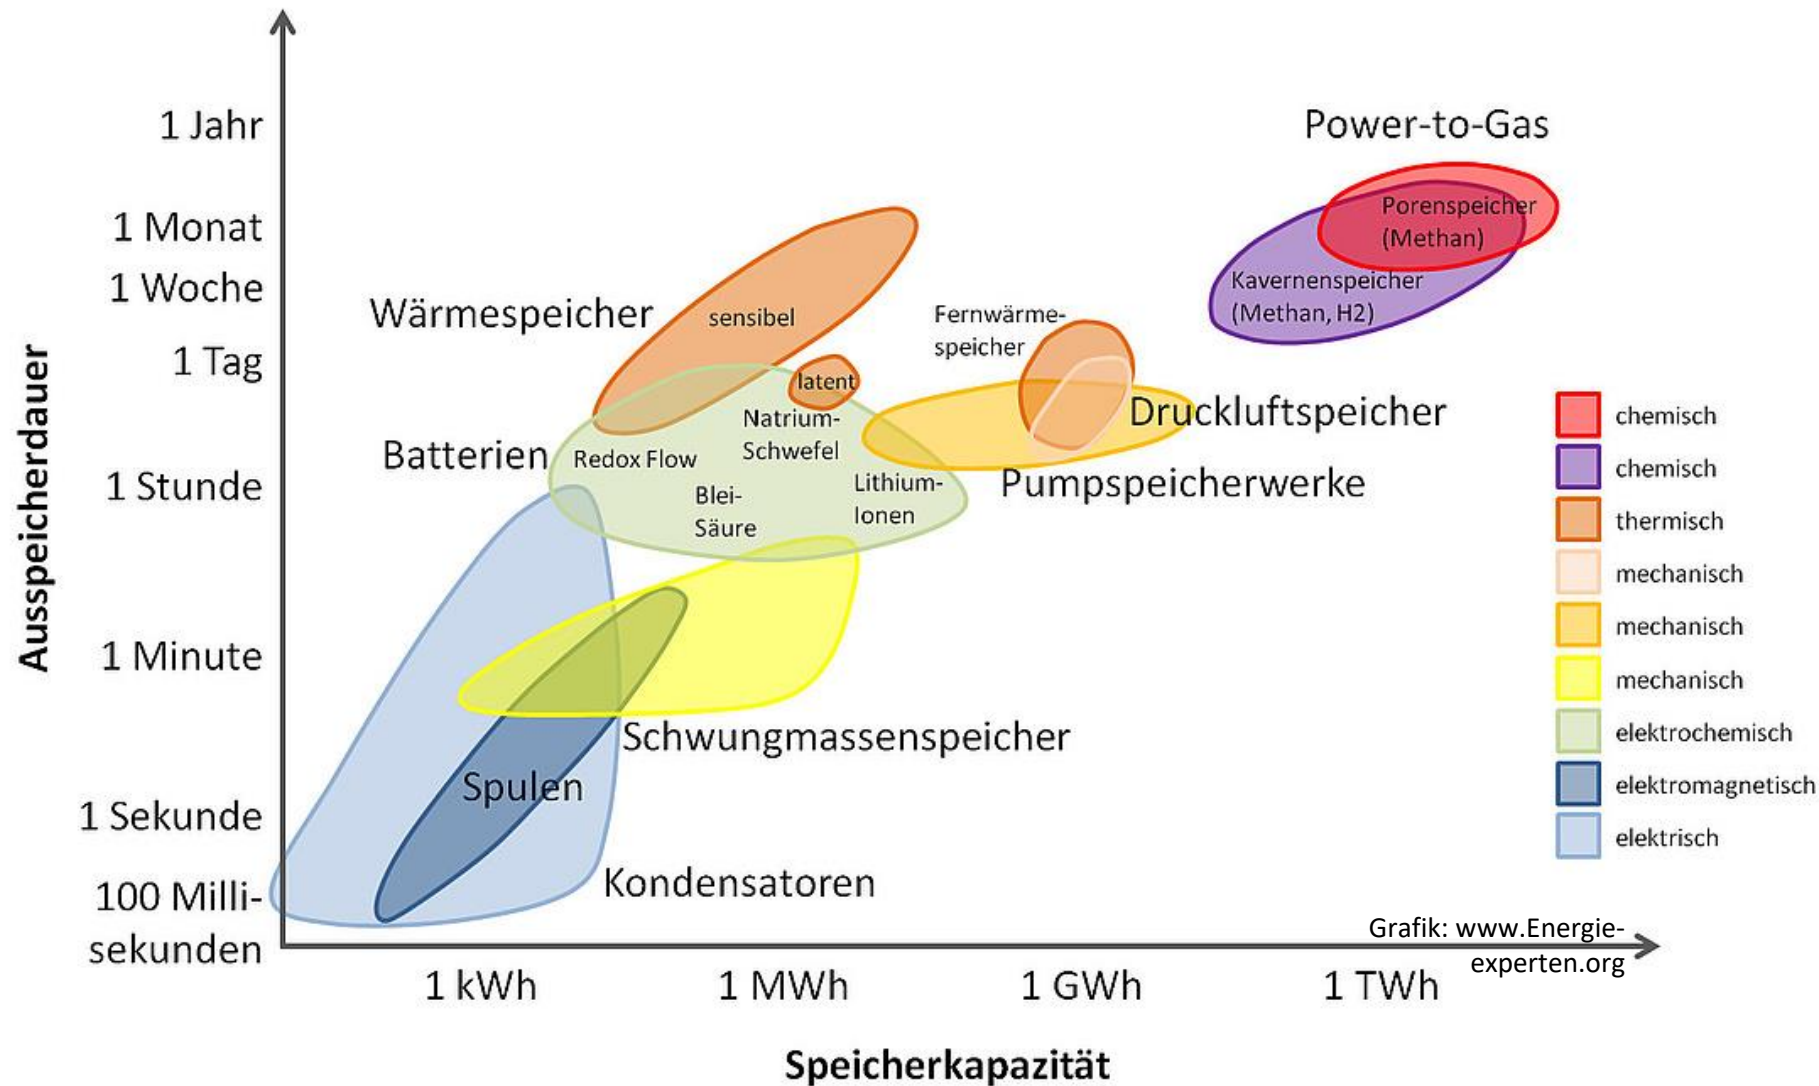 1 Jahr
1 Monat
1 Woche
1 Tag
1 Stunde
1 Minute
1 Sekunde
100 Milli-
sekunden
Ausspeicherdauer
Power-to-Gas
Porenspeicher
(Methan)
Kavernenspeicher
(Methan, H2)
Wärmespeicher
sensibel
Fernwärme-
speicher
latent
Druckluftspeicher
Natrium-
Schwefel
Batterien
Redox Flow
Blei-
Säure
Lithium-
Ionen
Pumpspeicherwerke
Schwungmassenspeicher
Spulen
Kondensatoren
chemisch
chemisch
thermisch
mechanisch
mechanisch
mechanisch
elektrochemisch
elektromagnetisch
elektrisch
Grafik: www.Energie-
experten.org
1 kWh
1 MWh
1 GWh
1 TWh
Speicherkapazität